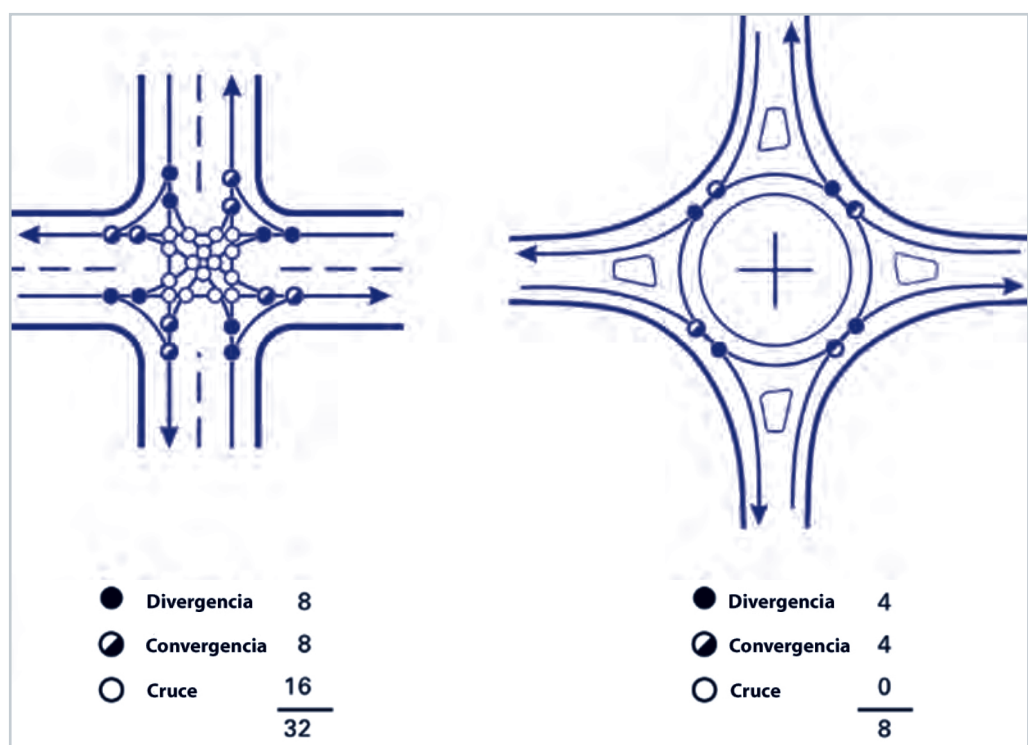 Divergencia 8
Convergencia 8
Cruce 16
32
Divergencia 4
Convergencia 4
Cruce 0
8